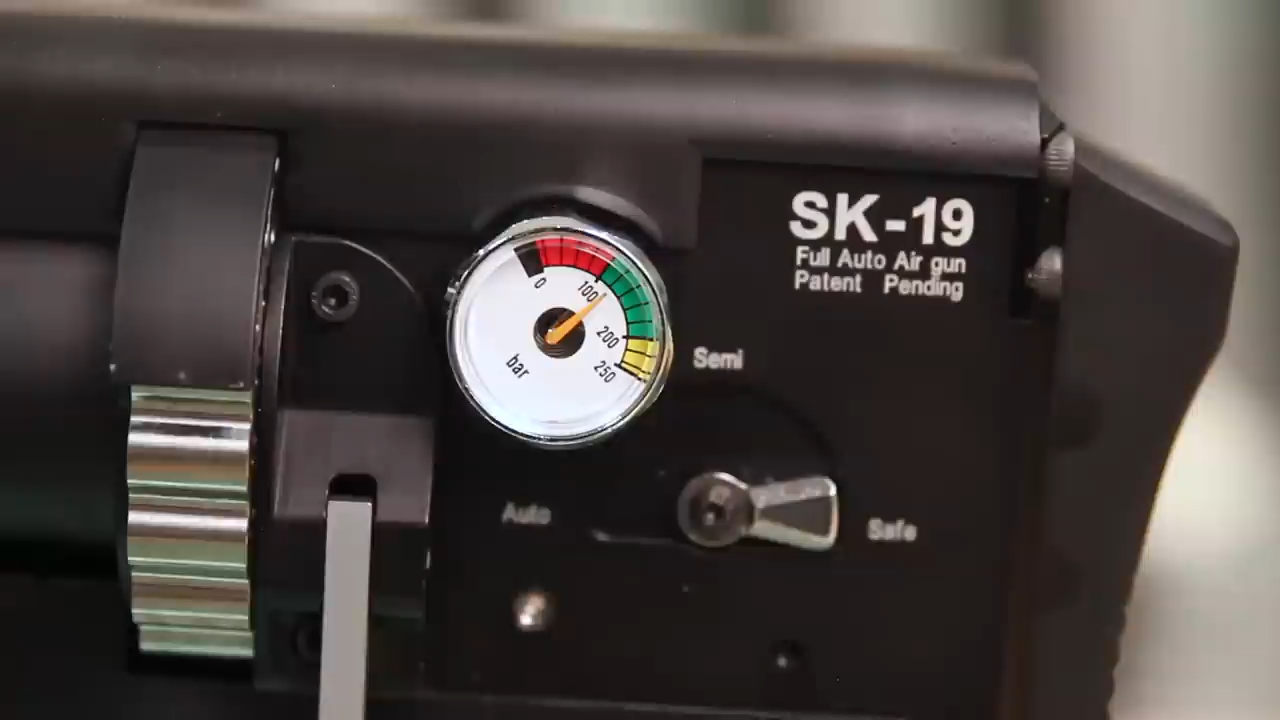 SK-19
Full Auto Air gun
Patent Pending
0
100
200
250
bar
Semi
Auto
Safe